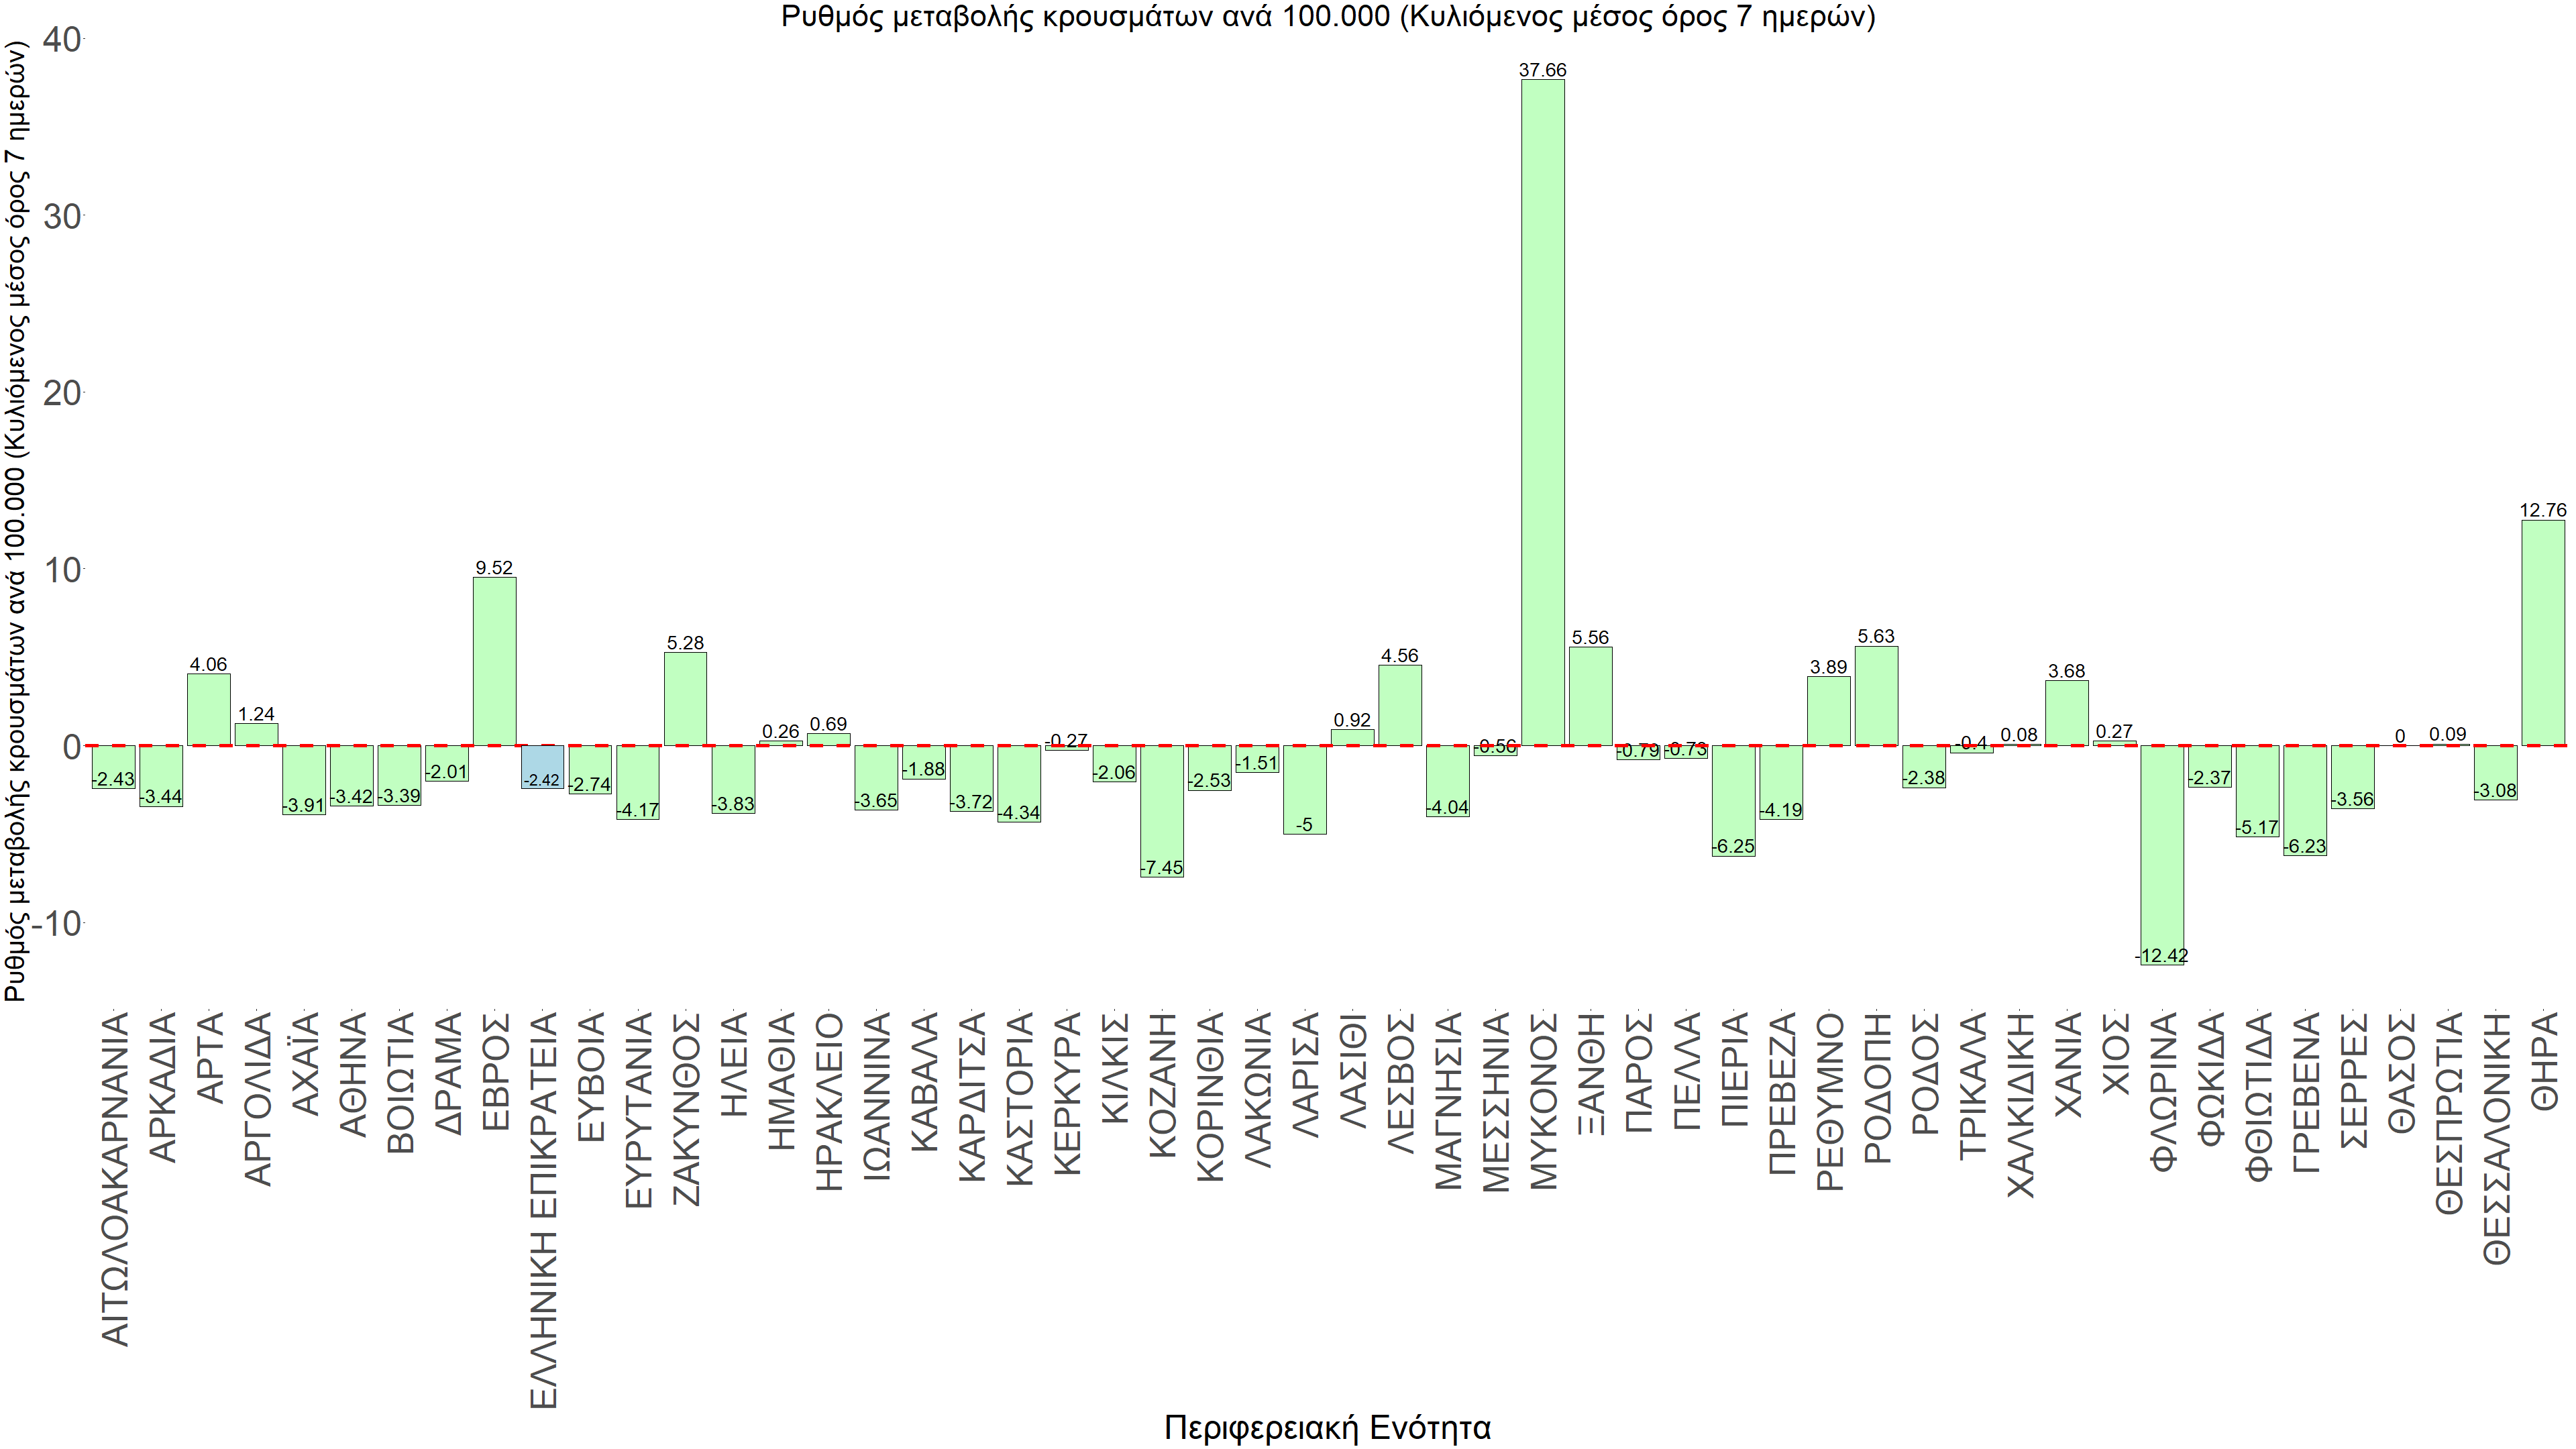 Ρυθμός μεταβολής κρουσμάτων ανά 100.000 (Κυλιόμενος μέσος όρος 7 ημερών)
Ρυθμός μεταβολής κρουσμάτων ανά 100.000 (Κυλιόμενος μέσος όρος 7 ημερών)
40
30
20
10
0
-10
-2.43
-3.44
4.06
1.24
-3.91
-3.42
-3.39
-2.01
9.52
-2.42
-2.74
-4.17
5.28
-3.83
0.26
0.69
-3.65
-1.88
-3.72
-4.34
-0.27
-2.06
-7.45
-2.53
-1.51
-5
0.92
4.56
-4.04
-0.56
37.66
5.56
-0.79
-0.73
-6.25
-4.19
3.89
5.63
-2.38
-0.4
0.08
3.68
0.27
-12.42
-2.37
-5.17
-6.23
-3.56
0
0.09
-3.08
12.76
ΑΙΤΩΛΟΑΚΑΡΝΑΝΙΑ
ΑΡΚΑΔΙΑ
ΑΡΤΑ
ΑΡΓΟΛΙΔΑ
ΑΧΑΪΑ
ΑΘΗΝΑ
ΒΟΙΩΤΙΑ
ΔΡΑΜΑ
ΕΒΡΟΣ
ΕΛΛΗΝΙΚΗ ΕΠΙΚΡΑΤΕΙΑ
ΕΥΒΟΙΑ
ΕΥΡΥΤΑΝΙΑ
ΖΑΚΥΝΘΟΣ
ΗΛΕΙΑ
ΗΜΑΘΙΑ
ΗΡΑΚΛΕΙΟ
ΙΩΑΝΝΙΝΑ
ΚΑΒΑΛΑ
ΚΑΡΔΙΤΣΑ
ΚΑΣΤΟΡΙΑ
ΚΕΡΚΥΡΑ
ΚΙΛΚΙΣ
ΚΟΖΑΝΗ
ΚΟΡΙΝΘΙΑ
ΛΑΚΩΝΙΑ
ΛΑΡΙΣΑ
ΛΑΣΙΘΙ
ΛΕΣΒΟΣ
ΜΑΓΝΗΣΙΑ
ΜΕΣΣΗΝΙΑ
ΜΥΚΟΝΟΣ
ΞΑΝΘΗ
ΠΑΡΟΣ
ΠΕΛΛΑ
ΠΙΕΡΙΑ
ΠΡΕΒΕΖΑ
ΡΕΘΥΜΝΟ
ΡΟΔΟΠΗ
ΡΟΔΟΣ
ΤΡΙΚΑΛΑ
ΧΑΛΚΙΔΙΚΗ
ΧΑΝΙΑ
ΧΙΟΣ
ΦΛΩΡΙΝΑ
ΦΩΚΙΔΑ
ΦΘΙΩΤΙΔΑ
ΓΡΕΒΕΝΑ
ΣΕΡΡΕΣ
ΘΑΣΟΣ
ΘΕΣΠΡΩΤΙΑ
ΘΕΣΣΑΛΟΝΙΚΗ
ΘΗΡΑ
Περιφερειακή Ενότητα